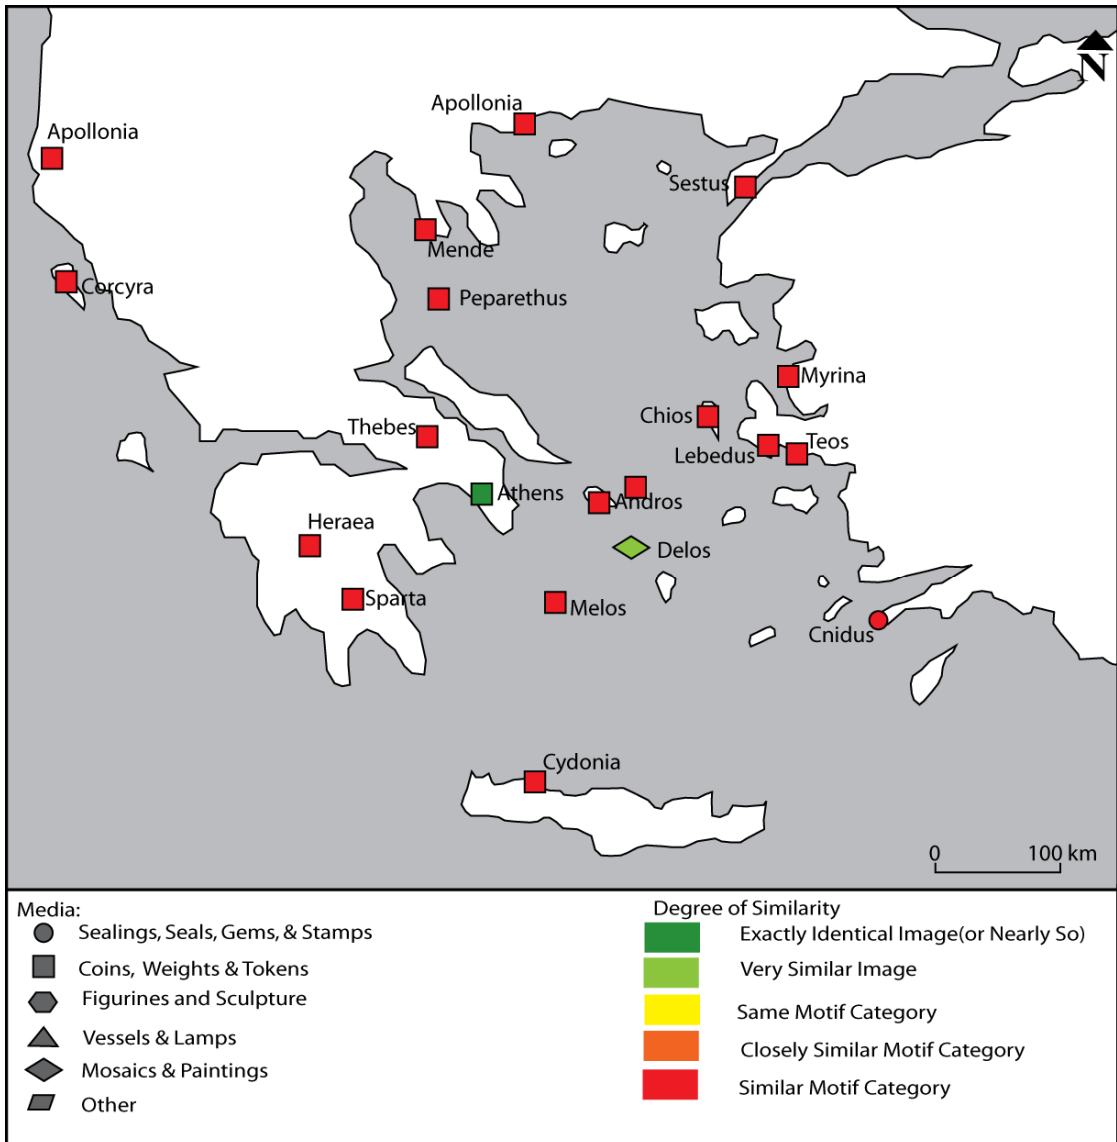 N
Apollonia
Apollonia
Sestus
Mende
Corcyra
Peparethus
Myrina
Chios
Thebes
Teos
Lebedus
Athens
Andros
Heraea
Delos
Sparta
Melos
Cnidus
Cydonia
0 100 km
Media:
Sealings, Seals, Gems, & Stamps
Coins, Weights & Tokens
Figurines and Sculpture
Vessels & Lamps
Mosaics & Paintings
Other
Degree of Similarity
Exactly Identical Image(or Nearly So)
Very Similar Image
Same Motif Category
Closely Similar Motif Category
Similar Motif Category